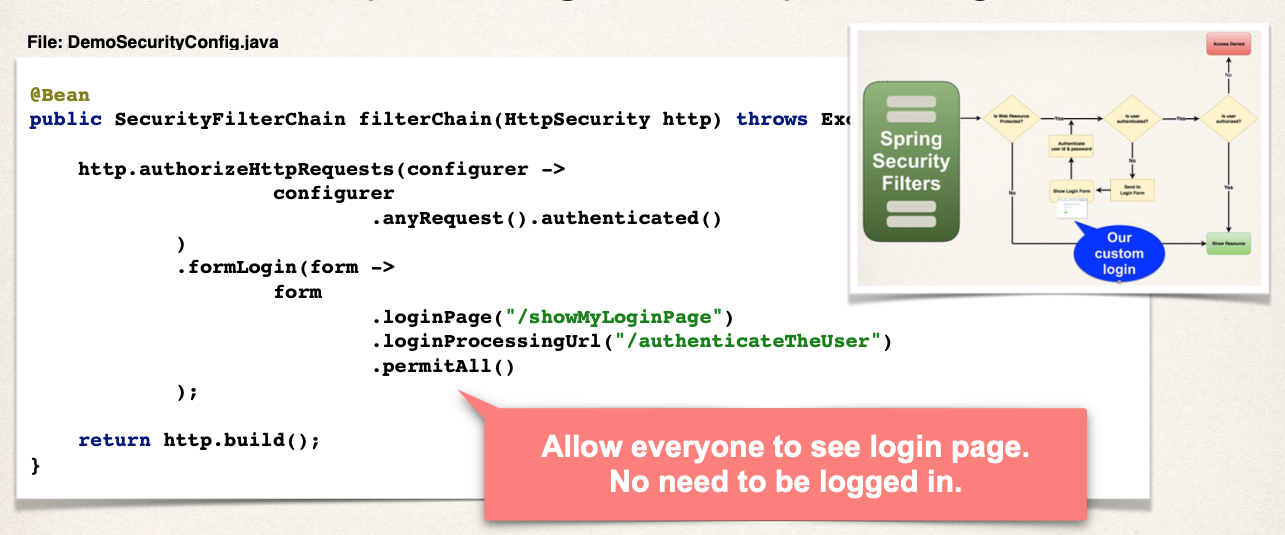 File: DemoSecurityConfig.java
@Bean
public SecurityFilterChain filterChain(HttpSecurity http) throws Exc
http.authorizeHttpRequests(configurer ->
configurer
.anyRequest().authenticated()
)
.formLogin(form ->
form
.loginPage("/showMyLoginPage")
.loginProcessingUrl("/authenticateTheUser")
.permitAll()
);
return http.build();
}
Allow everyone to see login page.
No need to be logged in.
Spring
Security
Filters
Is Web Resource
Protected?
Yes
No
Authenticate
user id & password
Show Login Form
Send to
Login Form
Is user
authenticated?
No
Yes
Is user
authorized?
No
Access Denied
Yes
Show Resource
Our
custom
login